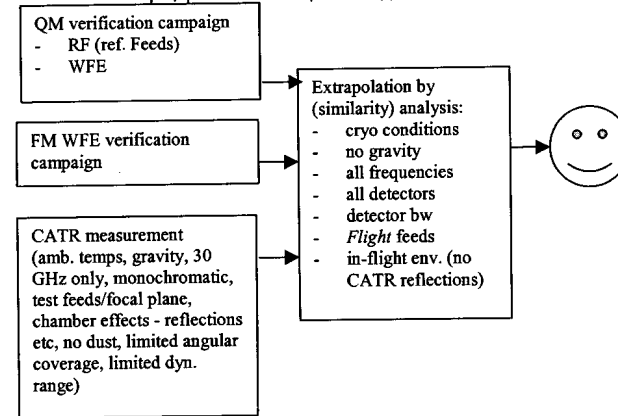 QM verification campaign
- RF (ref. Feeds)
- WFE
FM WFE verification
campaign
CATR measurement
(amb. temps, gravity, 30
GHz only, monochromatic,
test feeds/focal plane,
chamber effects - reflections
etc, no dust, limited angular
coverage, limited dyn.
range)
Extrapolation by
(similarity) analysis:
- cryo conditions
- no gravity
- all frequencies
- all detectors
- detector bw
- Flight feeds
- in-flight env. (no
CATR reflections)